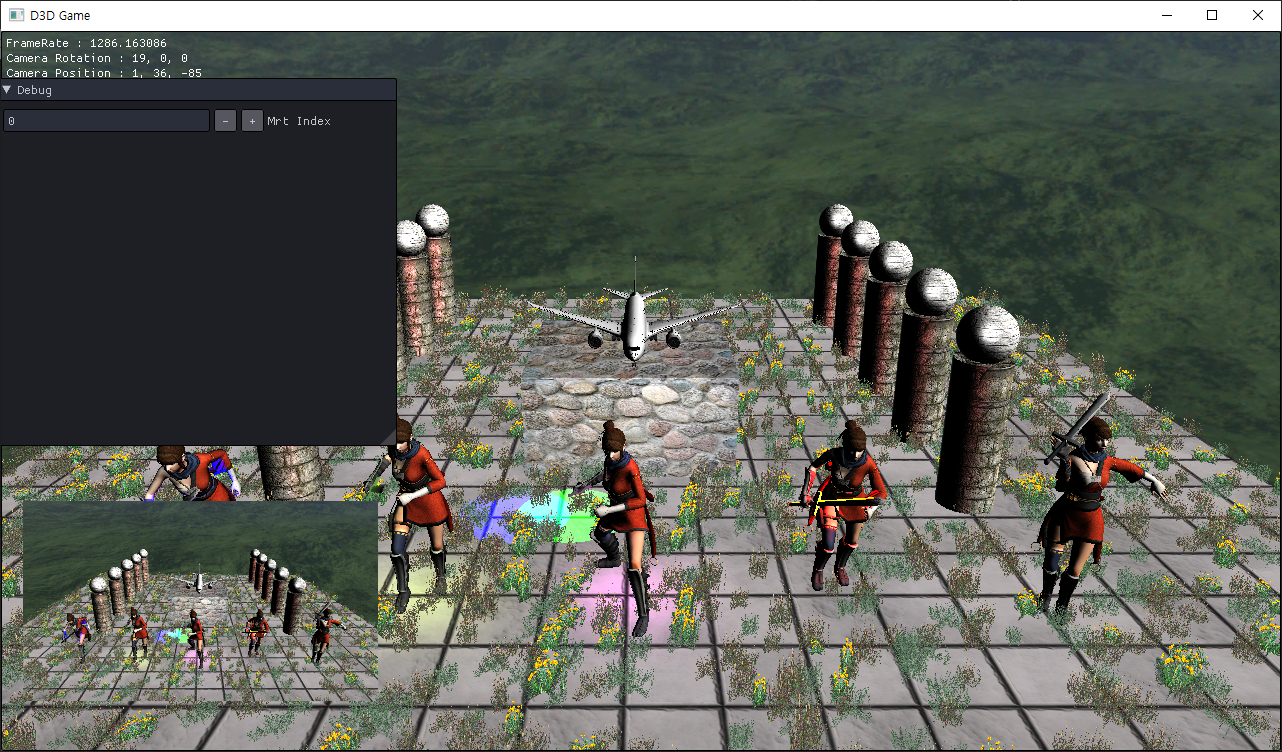 D3D Game
FrameRate : 1286.163086
Camera Rotation : 19, 0, 0
Camera Position : 1, 36, -85
Debug
0 - + Mrt Index